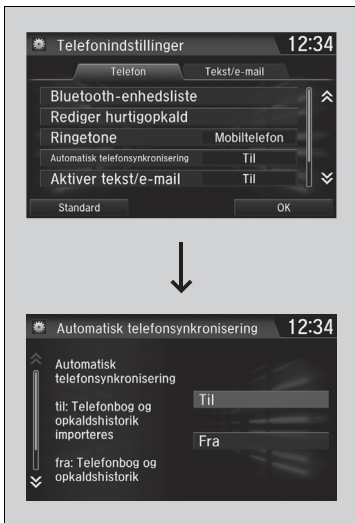 Telefonindstillinger 12:34
Telefon Tekst/e-mail
Bluetooth-enhedsliste
Rediger hurtigopkald
Ringetone Mobiltelefon
Automatisk telefonsynkronisering Til
Aktiver tekst/e-mail Til
Standard OK
Automatisk telefonsynkronisering 12:34
Automatisk
telefonsynkronisering
til: Telefonbog og
opkaldshistorik
importeres
fra: Telefonbog og
opkaldshistorik
Til
Fra